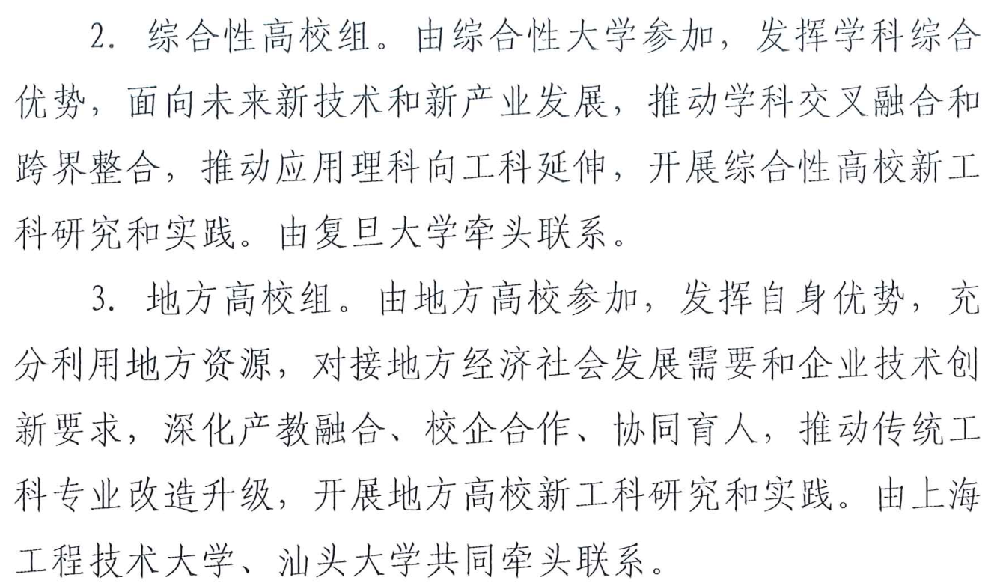 2. 综合性高校组。由综合性大学参加，发挥学科综合
优势，面向未来新技术和新产业发展，推动学科交叉融合和
跨界整合，推动应用理科向工科延伸，开展综合性高校新工
科研究和实践。由复旦大学牵头联系。
3. 地方高校组。由地方高校参加，发挥自身优势，充
分利用地方资源，对接地方经济社会发展需要和企业技术创
新要求，深化产教融合、校企合作、协同育人，推动传统工
科专业改造升级，开展地方高校新工科研究和实践。由上海
工程技术大学、汕头大学共同牵头联系。